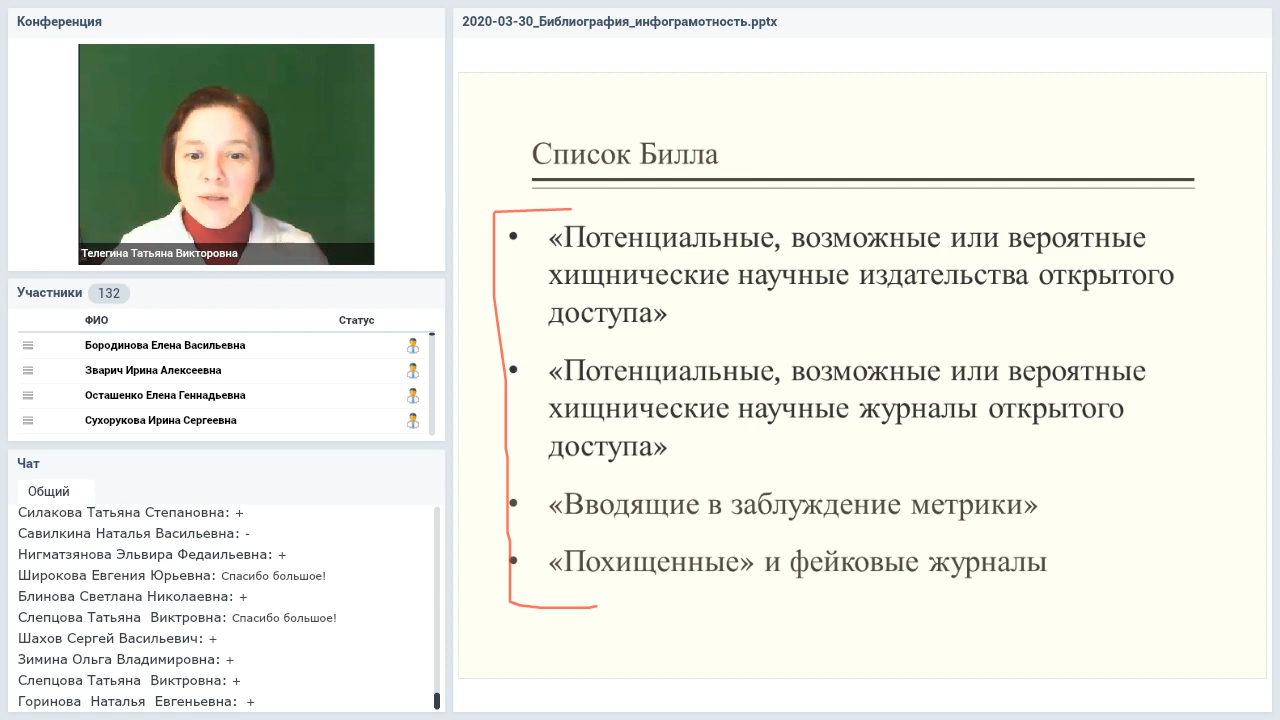 Конференция
Телегина Татьяна Викторовна
Участники 132
ФИО Статус
Бородинова Елена Васильевна
Зварич Ирина Алексеевна
Осташенко Елена Геннадьевна
Сухорукова Ирина Сергеевна
Чат
Общий
Силакова Татьяна Степановна: +
Савилкина Наталья Васильевна: -
Нигматзянова Эльвира Федаильевна: +
Широкова Евгения Юрьевна: Спасибо большое!
Блинова Светлана Николаевна: +
Слепцова Татьяна Виктровна: Спасибо большое!
Шахов Сергей Васильевич: +
Зимина Ольга Владимировна: +
Слепцова Татьяна Виктровна: +
Горинова Наталья Евгеньевна: +
2020-03-30_Библиография_инфограмотность.pptx
Список Билла
• «Потенциальные, возможные или вероятные
хищнические научные издательства открытого
доступа»
• «Потенциальные, возможные или вероятные
хищнические научные журналы открытого
доступа»
• «Вводящие в заблуждение метрики»
• «Похищенные» и фейковые журналы